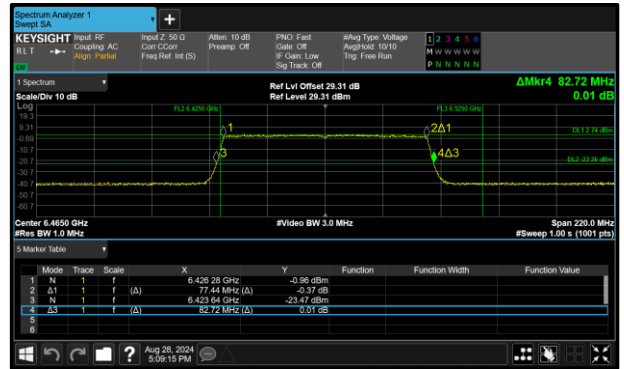 Spectrum Analyzer 1
Swept SA
+
KEYSIGHT Input: RF Input Z: 50 Ω Atten: 10 dB PNO: Fast #Avg Type: Voltage 1 2 3 4 5 6
RLT Coupling: AC Corr CCorr Preamp: Off Gate: Off Avg|Hold: 10/10 M W W W W W
Align: Partial Freq Ref: Int (S) IF Gain: Low Trig: Free Run
Sig Track: Off P N N N N N
1 Spectrum Ref Lvl Offset 29.31 dB ΔMkr4 82.72 MHz
Scale/Div 10 dB Ref Level 29.31 dBm 0.01 dB
Log FL2 6.4250 GHz FL3 6.5250 GHz
19.3
9.31 1 2Δ1 DL1 2.74 dBm
-0.69
-10.7 3 4Δ3
-20.7 DL2 -23.26 dBm
-30.7
-40.7
-50.7
-60.7
Center 6.4650 GHz #Video BW 3.0 MHz Span 220.0 MHz
#Res BW 1.0 MHz #Sweep 1.00 s (1001 pts)
5 Marker Table
Mode Trace Scale X Y Function Function Width Function Value
1 N 1 f 6.426 28 GHz -0.96 dBm
2 Δ1 1 f (Δ) 77.44 MHz (Δ) -0.37 dB
3 N 1 f 6.423 64 GHz -23.47 dBm
4 Δ3 1 f (Δ) 82.72 MHz (Δ) 0.01 dB
5
6
? Aug 28, 2024
5:09:15 PM